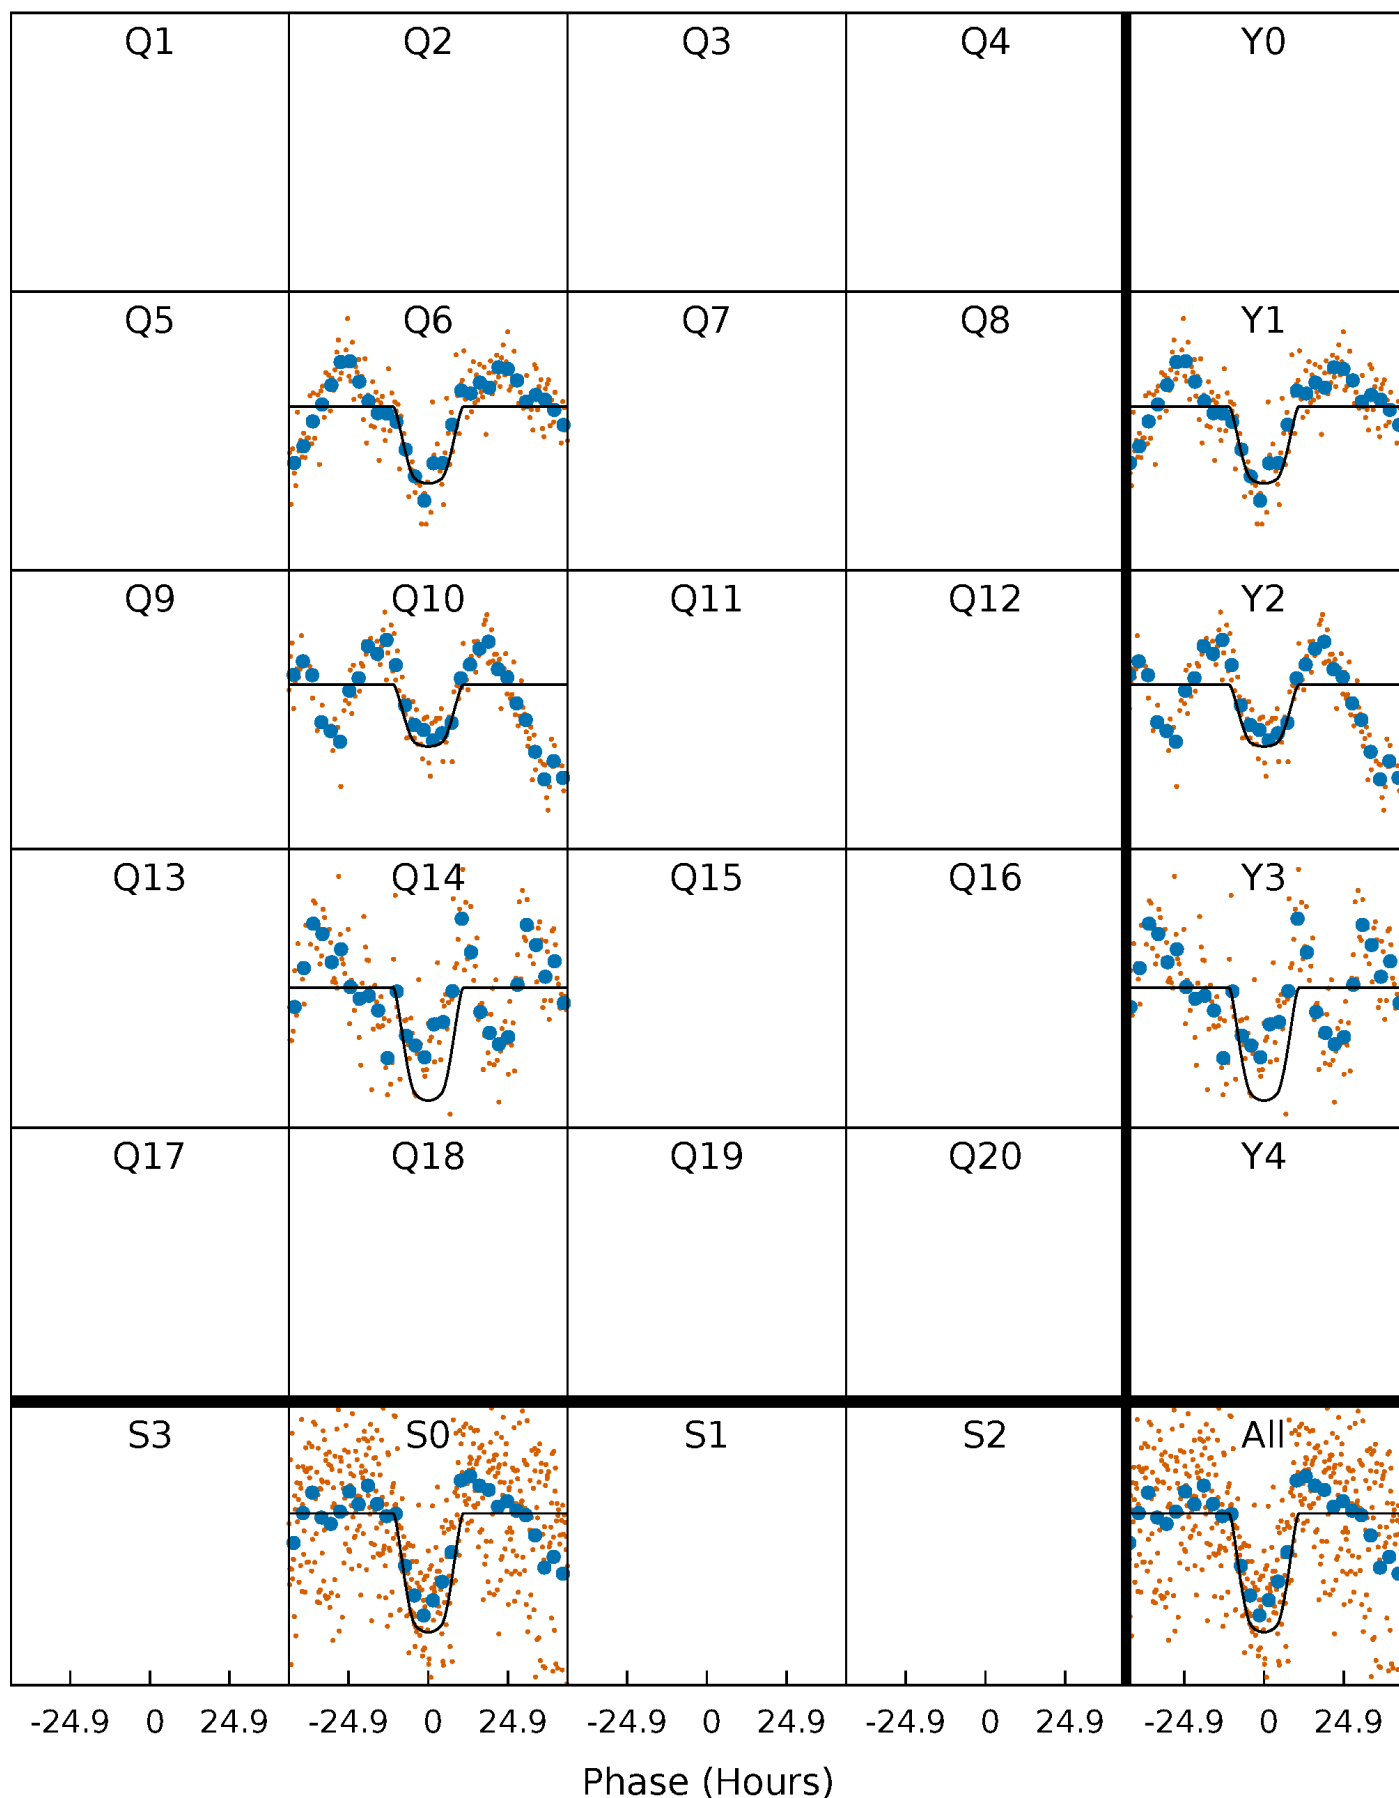 Q1 Q2 Q3 Q4 Y0
Q5 Q6 Q7 Q8 Y1
Q9 Q10 Q11 Q12 Y2
Q13 Q14 Q15 Q16 Y3
Q17 Q18 Q19 Q20 Y4
S3 S0 S1 S2 All
-24.9 0 24.9 -24.9 0 24.9 -24.9 0 24.9 -24.9 0 24.9 -24.9 0 24.9
Phase (Hours)